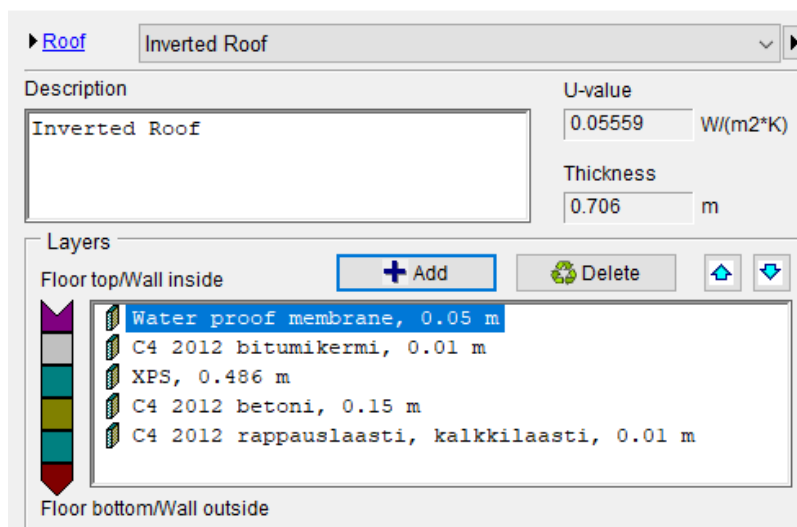 Roof
Inverted Roof
Description
U-value
Inverted Roof
0.05559 W/(m2*K)
Thickness
0.706 m
Layers
Floor top/Wall inside
Add
Delete
Water proof membrane, 0.05 m
C4 2012 bitumikermi, 0.01 m
XPS, 0.486 m
C4 2012 betoni, 0.15 m
C4 2012 rappauslaasti, kalkkilaasti, 0.01 m
Floor bottom/Wall outside